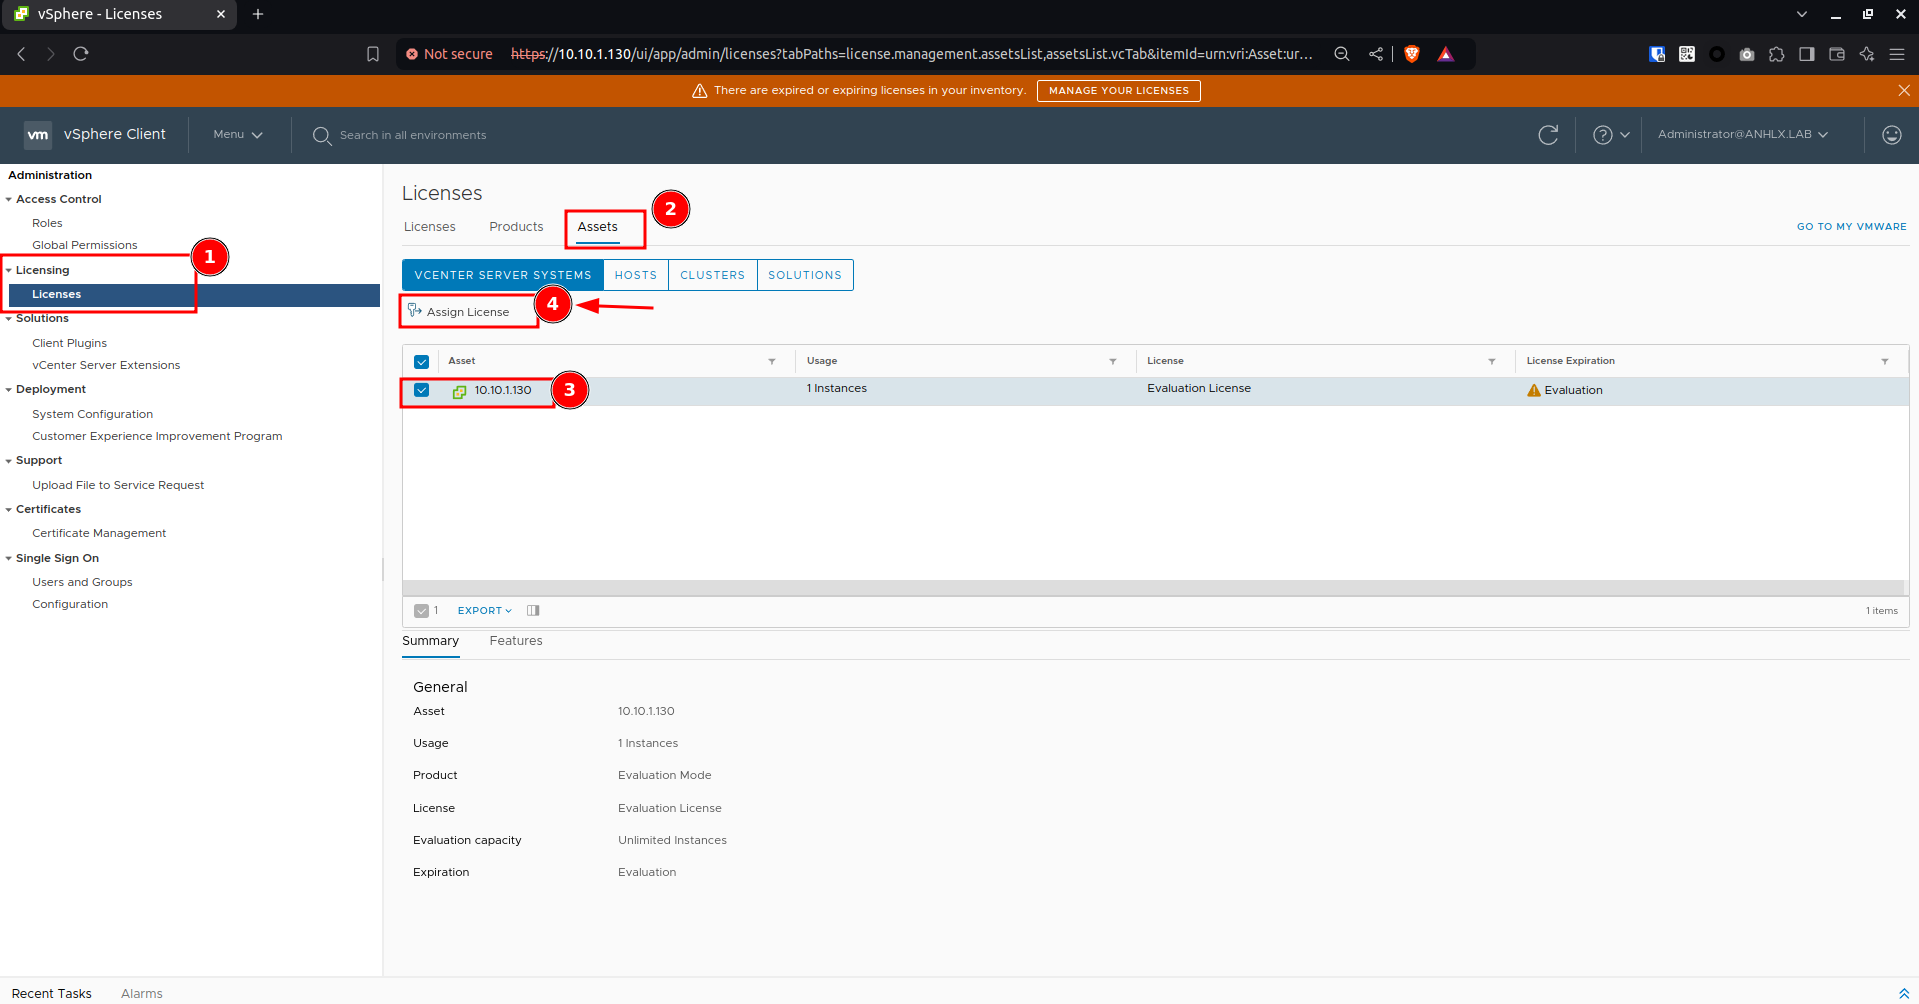 vSphere - Licenses
Not secure
https://10.10.1.130/ui/app/admin/licenses?tabPaths=license.management.assetsList,assetsList.vcTab&itemId=urn:vri:Asset:ur...
There are expired or expiring licenses in your inventory.
MANAGE YOUR LICENSES
vm
vSphere Client
Menu
Search in all environments
Administrator@ANHLX.LAB
Administration
Access Control
Roles
Global Permissions
1
Licensing
Licenses
Solutions
Client Plugins
vCenter Server Extensions
Deployment
System Configuration
Customer Experience Improvement Program
Support
Upload File to Service Request
Certificates
Certificate Management
Single Sign On
Users and Groups
Configuration
Licenses
Licenses Products Assets
2
GO TO MY VMWARE
VCENTER SERVER SYSTEMS HOSTS CLUSTERS SOLUTIONS
Assign License
4
Asset Usage License License Expiration
10.10.1.130 3 1 Instances Evaluation License Evaluation
1 EXPORT 1 items
Summary Features
General
Asset 10.10.1.130
Usage 1 Instances
Product Evaluation Mode
License Evaluation License
Evaluation capacity Unlimited Instances
Expiration Evaluation
Recent Tasks Alarms